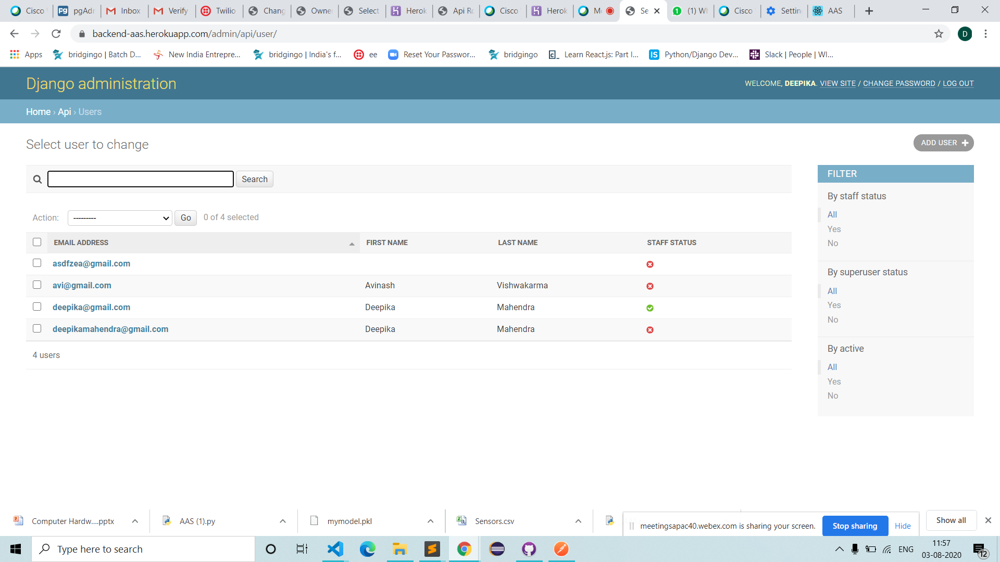 Cisco
pgAdr
Inbox
Verify
Twilio
Chang
Owne
Select
Herok
Api Ro
Cisco
Herok
M
Se
(1) W
Cisco
Settin
AAS
backend-aas.herokuapp.com/admin/api/user/
D
Apps
bridgingo | Batch D...
New India Entrepre...
bridgingo | India's f...
ee
Reset Your Passwor...
bridgingo
Learn React.js: Part I...
Python/Django Dev...
Slack | People | WI...
Django administration
WELCOME, DEEPIKA. VIEW SITE / CHANGE PASSWORD / LOG OUT
Home › Api › Users
Select user to change
ADD USER +
Search
FILTER
By staff status
All
Yes
No
By superuser status
All
Yes
No
By active
All
Yes
No
Action: --------- Go 0 of 4 selected
EMAIL ADDRESS FIRST NAME LAST NAME STAFF STATUS
asdfzea@gmail.com
avi@gmail.com Avinash Vishwakarma
deepika@gmail.com Deepika Mahendra
deepikamahendra@gmail.com Deepika Mahendra
4 users
Computer Hardw....pptx
AAS (1).py
mymodel.pkl
Sensors.csv
meetingsapac40.webex.com is sharing your screen.
Stop sharing
Hide
Show all
Type here to search
ENG
11:57
03-08-2020
12